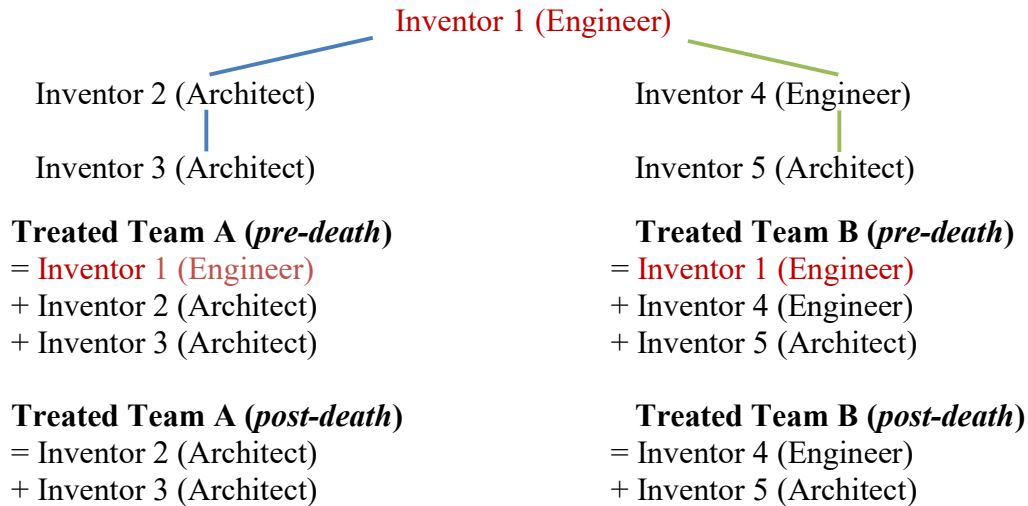 Inventor 1 (Engineer)
Inventor 2 (Architect)
Inventor 4 (Engineer)
Inventor 3 (Architect)
Inventor 5 (Architect)
Treated Team A (pre-death)
= Inventor 1 (Engineer)
+ Inventor 2 (Architect)
+ Inventor 3 (Architect)
Treated Team B (pre-death)
= Inventor 1 (Engineer)
+ Inventor 4 (Engineer)
+ Inventor 5 (Architect)
Treated Team A (post-death)
= Inventor 2 (Architect)
+ Inventor 3 (Architect)
Treated Team B (post-death)
= Inventor 4 (Engineer)
+ Inventor 5 (Architect)